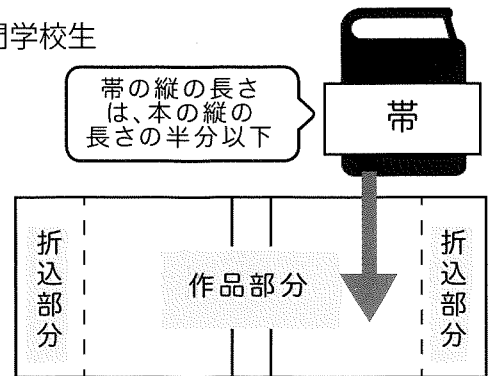 門学校生
帯の縦の長さ
は、本の縦の
長さの半分以下
帯
折込部分
作品部分
折込部分